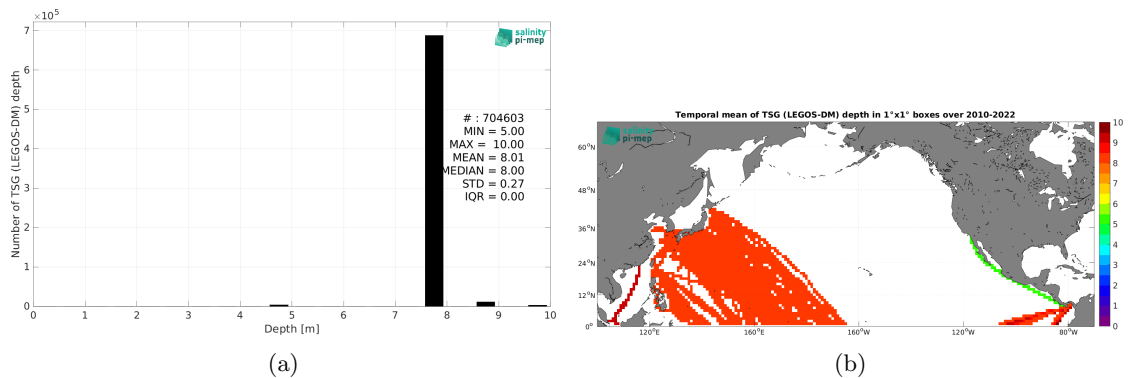 ×10⁵
7
6
5
4
3
2
1
0
Number of TSG (LEGOS-DM) depth
0 1 2 3 4 5 6 7 8 9 10
Depth [m]
salinity
pi-mep
# : 704603
MIN = 5.00
MAX = 10.00
MEAN = 8.01
MEDIAN = 8.00
STD = 0.27
IQR = 0.00
(a)
Temporal mean of TSG (LEGOS-DM) depth in 1°x1° boxes over 2010-2022
salinity
pi-mep
60°N
48°N
36°N
24°N
12°N
0°
120°E 160°E 160°W 120°W 80°W
10
9
8
7
6
5
4
3
2
1
0
(b)